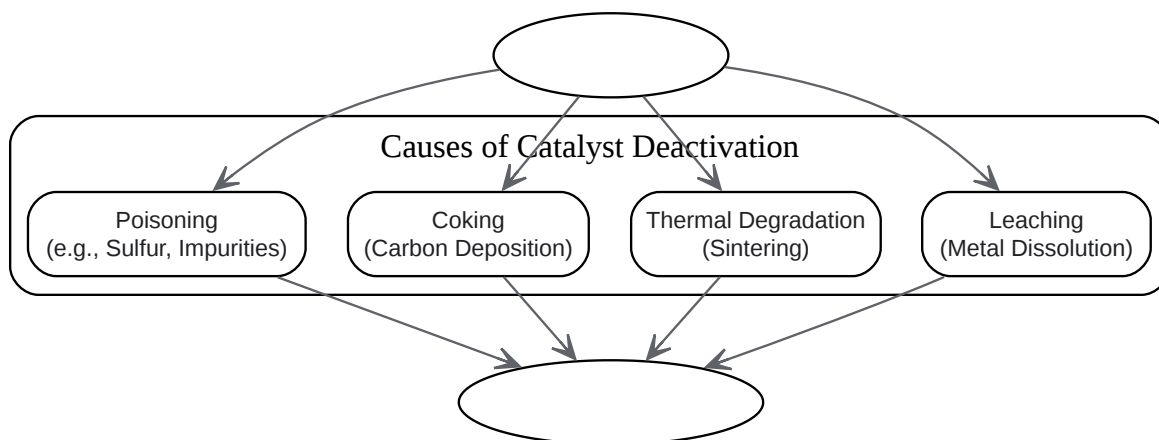 Causes of Catalyst Deactivation
Poisoning
(e.g., Sulfur, Impurities)
Coking
(Carbon Deposition)
Thermal Degradation
(Sintering)
Leaching
(Metal Dissolution)